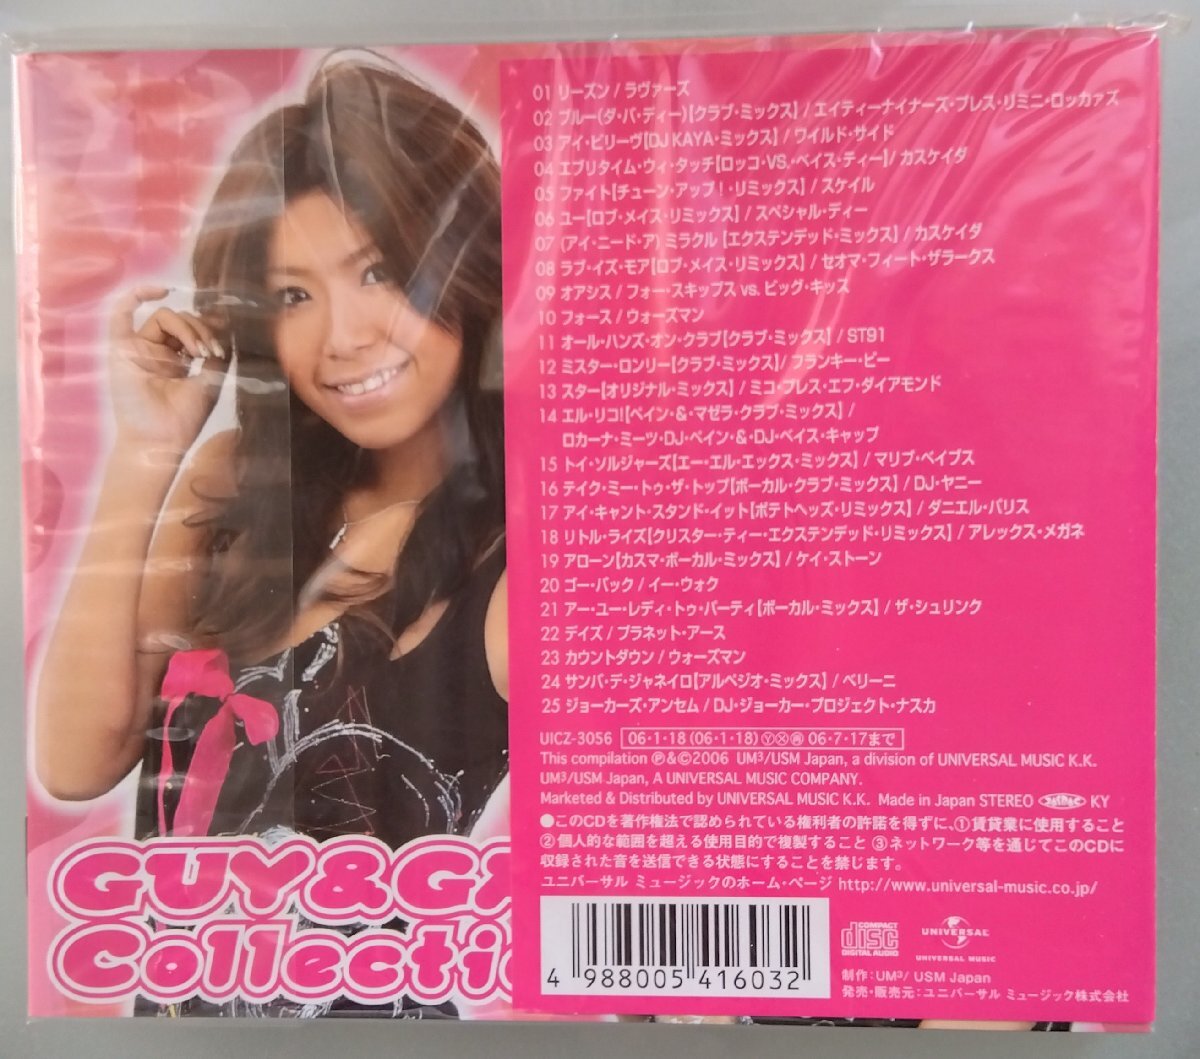 01 リーズン / ラヴァーズ
02 ブルー(ダ・バ・ディー)[クラブ・ミックス] / エイティーナイナーズ・プレス・リミニ・ロッカァズ
03 アイ・ビリーヴ[DJ KAYA・ミックス] / ワイルド・サイド
04 エブリタイム・ウィ・タッチ[ロッコ・VS.・ベイス・ティー] / カスケイダ
05 ファイト[チューン・アップ!・リミックス] / スケイル
06 ユー[ロブ・メイス・リミックス] / スペシャル・ディー
07 (アイ・ニード・ア) ミラクル [エクステンデッド・ミックス] / カスケイダ
08 ラブ・イズ・モア[ロブ・メイス・リミックス] / セオマ・フィート・ザラークス
09 オアシス / フォー・スキップス vs. ビッグ・キッズ
10 フォース / ウォーズマン
11 オール・ハンズ・オン・クラブ[クラブ・ミックス] / ST91
12 ミスター・ロンリー[クラブ・ミックス] / フランキー・ビー
13 スター[オリジナル・ミックス] / ミコ・プレス・エフ・ダイアモンド
14 エル・リコ![ペイン・&・マゼラ・クラブ・ミックス] /
ロカーナ・ミーツ・DJ・ペイン・&・DJ・ベイス・キャップ
15 トイ・ソルジャーズ[エー・エル・エックス・ミックス] / マリブ・ベイブス
16 テイク・ミー・トゥ・ザ・トップ[ボーカル・クラブ・ミックス] / DJ・ヤニー
17 アイ・キャント・スタンド・イット[ポテトヘッズ・リミックス] / ダニエル・パリス
18 リトル・ライズ[クリスター・ティー・エクステンデッド・リミックス] / アレックス・メガネ
19 アローン[カスマ・ボーカル・ミックス] / ケイ・ストーン
20 ゴー・バック / イー・ウォク
21 アー・ユー・レディ・トゥ・パーティ[ボーカル・ミックス] / ザ・シュリンク
22 デイズ / プラネット・アース
23 カウントダウン / ウォーズマン
24 サンバ・デ・ジャネイロ[アルペジオ・ミックス] / ベリーニ
25 ジョーカーズ・アンセム / DJ・ジョーカー・プロジェクト・ナスカ
UICZ-3056 06・1・18 (06・1・18) Ⓨ Ⓧ ㊞ 06・7・17まで
This compilation Ⓟ&©2006 UM³/USM Japan, a division of UNIVERSAL MUSIC K.K.
UM³/USM Japan, A UNIVERSAL MUSIC COMPANY.
Marketed & Distributed by UNIVERSAL MUSIC K.K. Made in Japan STEREO JASRAC KY
●このCDを著作権法で認められている権利者の許諾を得ずに、①賃貸業に使用すること
②個人的な範囲を超える使用目的で複製すること ③ネットワーク等を通じてこのCDに
収録された音を送信できる状態にすることを禁じます。
ユニバーサル ミュージックのホーム・ページ http://www.universal-music.co.jp/
GUY&GA
Collectio
4 988005 416032
COMPACT
disc
DIGITAL AUDIO
UNIVERSAL
UNIVERSAL MUSIC
制作:UM³/ USM Japan
発売・販売元:ユニバーサル ミュージック株式会社